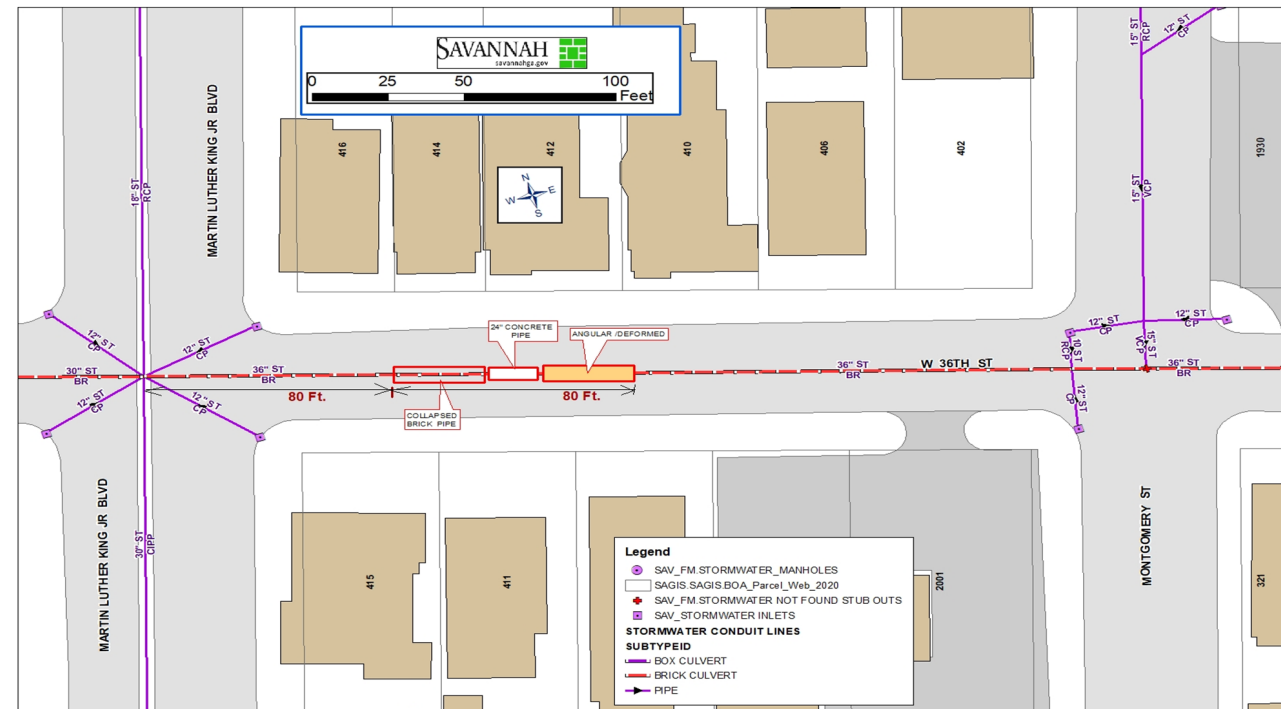 15" ST
RCP
12" ST
CP
SAVANNAH
savannahga.gov
0 25 50 100
Feet
MARTIN LUTHER KING JR BLVD
18" ST
RCP
416
414
412
410
406
402
1930
N
W E
S
15" ST
VCP
12" ST
CP
12" ST
CP
24" CONCRETE
PIPE
ANGULAR /DEFORMED
12" ST
CP
12" ST
CP
10 ST
RCP
15" ST
VCP
30" ST
BR
36" ST
BR
36" ST
BR
W 36TH ST
36" ST
BR
80 Ft.
80 Ft.
COLLAPSED
BRICK PIPE
12" ST
CP
12" ST
CP
12" ST
CP
MARTIN LUTHER KING JR BLVD
30" ST
CIPP
415
411
2001
MONTGOMERY ST
321
Legend
SAV_FM.STORMWATER_MANHOLES
SAGIS.SAGIS.BOA_Parcel_Web_2020
SAV_FM.STORMWATER NOT FOUND STUB OUTS
SAV_STORMWATER INLETS
STORMWATER CONDUIT LINES
SUBTYPEID
BOX CULVERT
BRICK CULVERT
PIPE